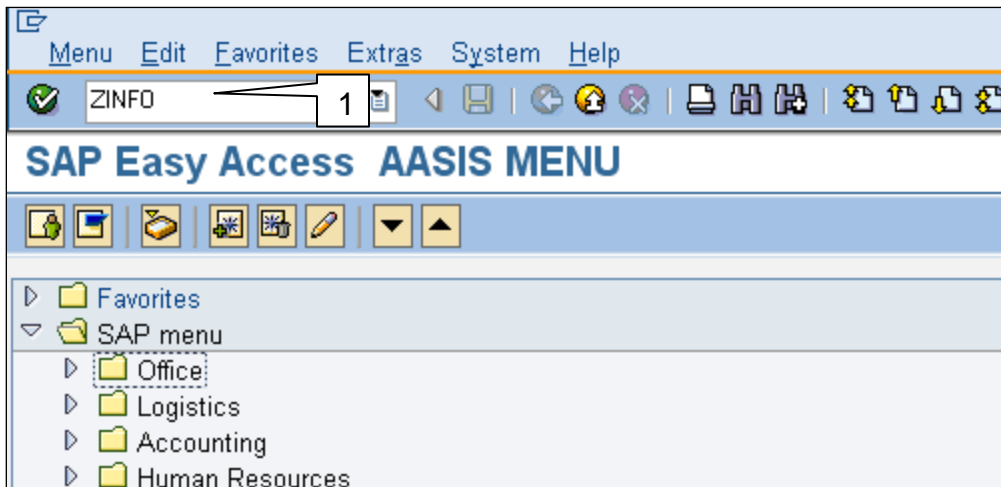 Menu Edit Favorites Extras System Help
ZINFO 1
SAP Easy Access AASIS MENU
Favorites
SAP menu
Office
Logistics
Accounting
Human Resources